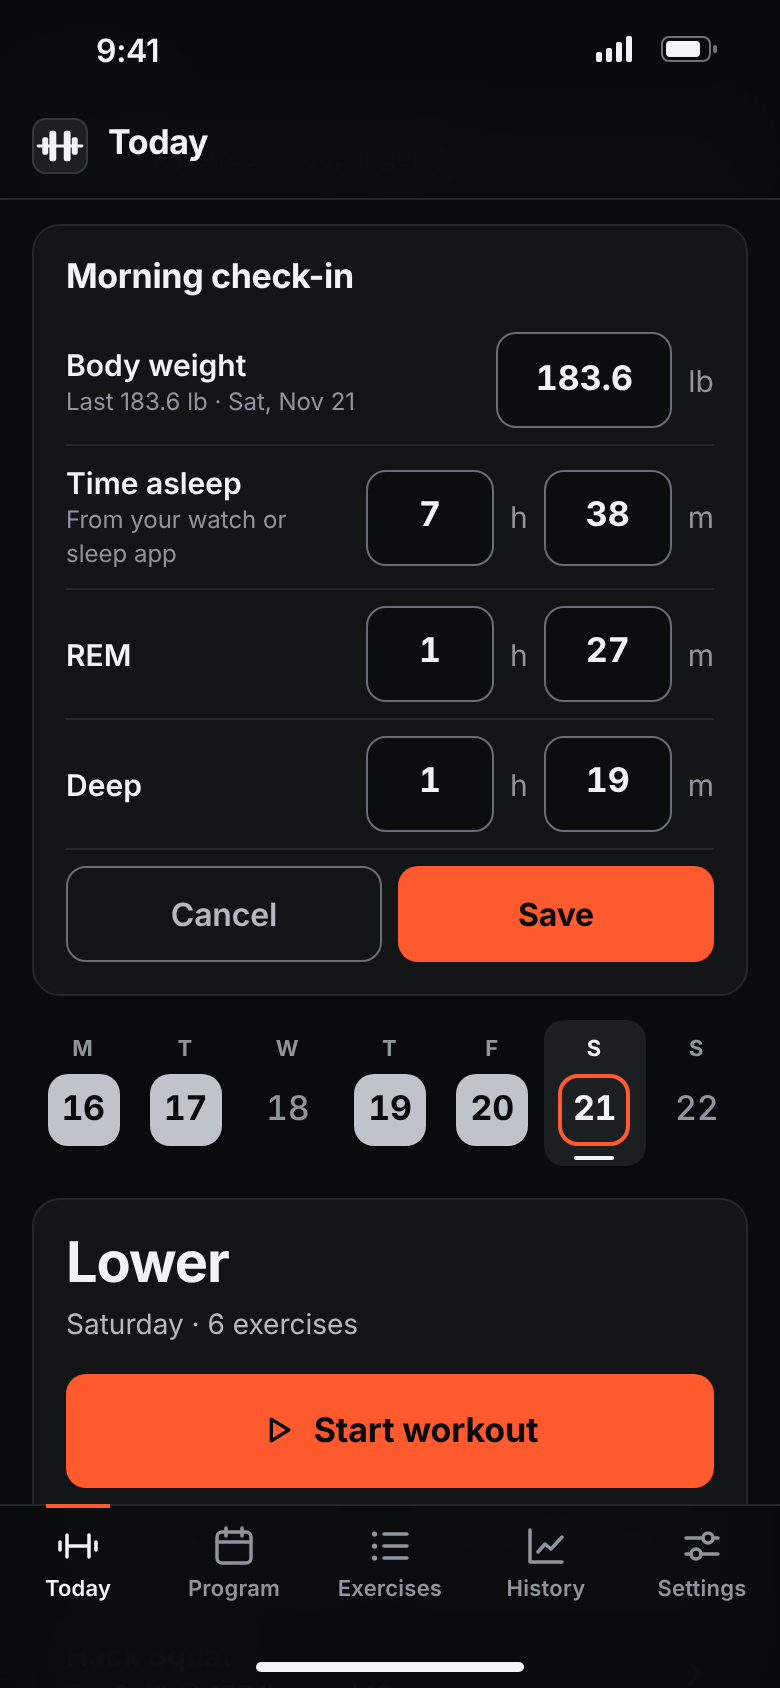 9:41
Today
Morning check-in
Body weight
183.6 lb
Last 183.6 lb · Sat, Nov 21
Time asleep
From your watch or
sleep app
7 h 38 m
REM
1 h 27 m
Deep
1 h 19 m
Cancel Save
M T W T F S S
16 17 18 19 20 21 22
Lower
Saturday · 6 exercises
Start workout
Today Program Exercises History Settings
Hack Squat